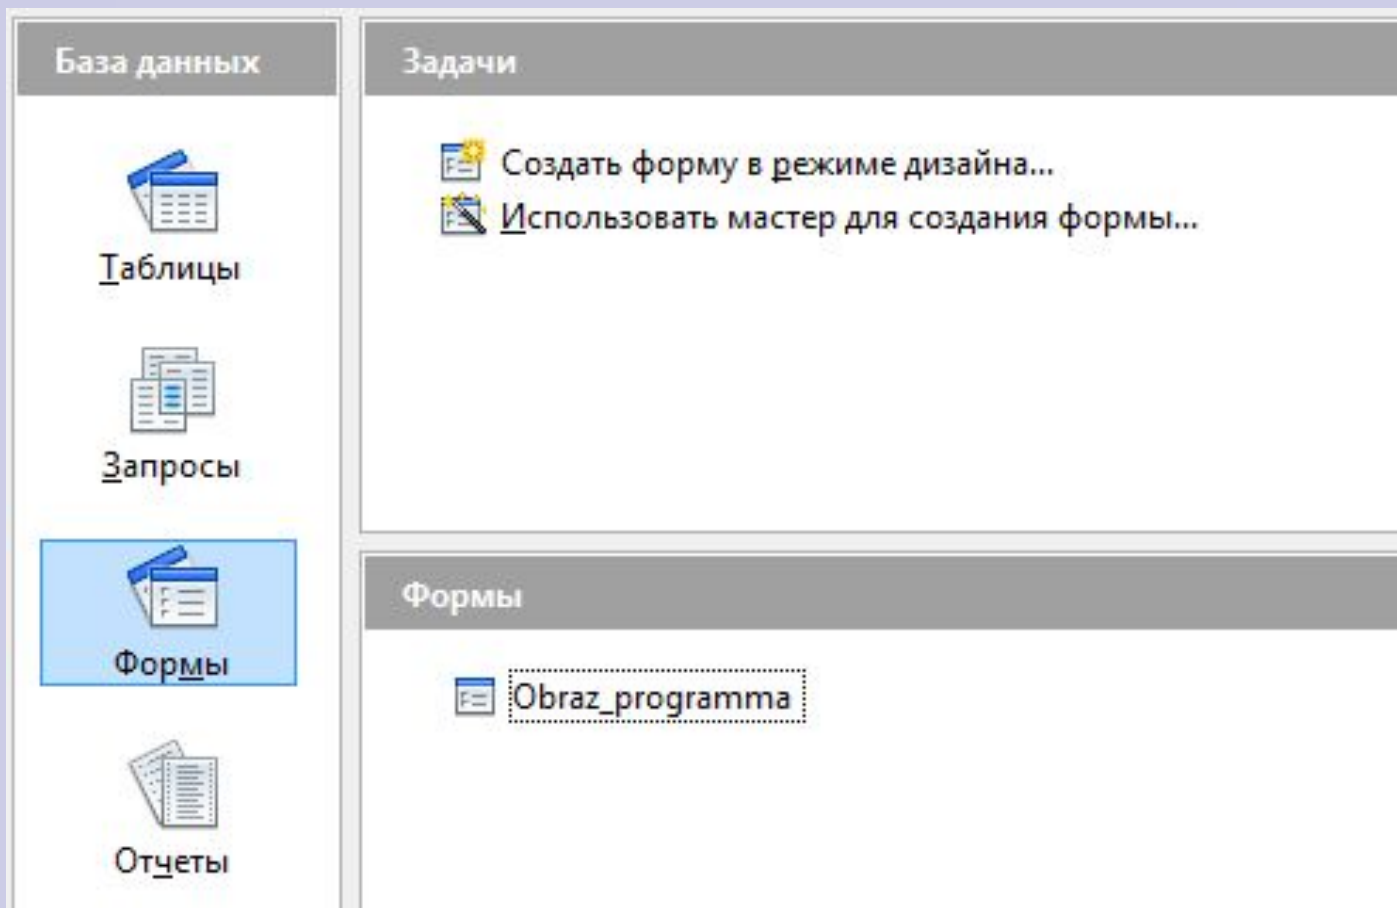 База данных
Таблицы
Запросы
Формы
Отчеты
Задачи
Создать форму в режиме дизайна...
Использовать мастер для создания формы...
Формы
Obraz_programma